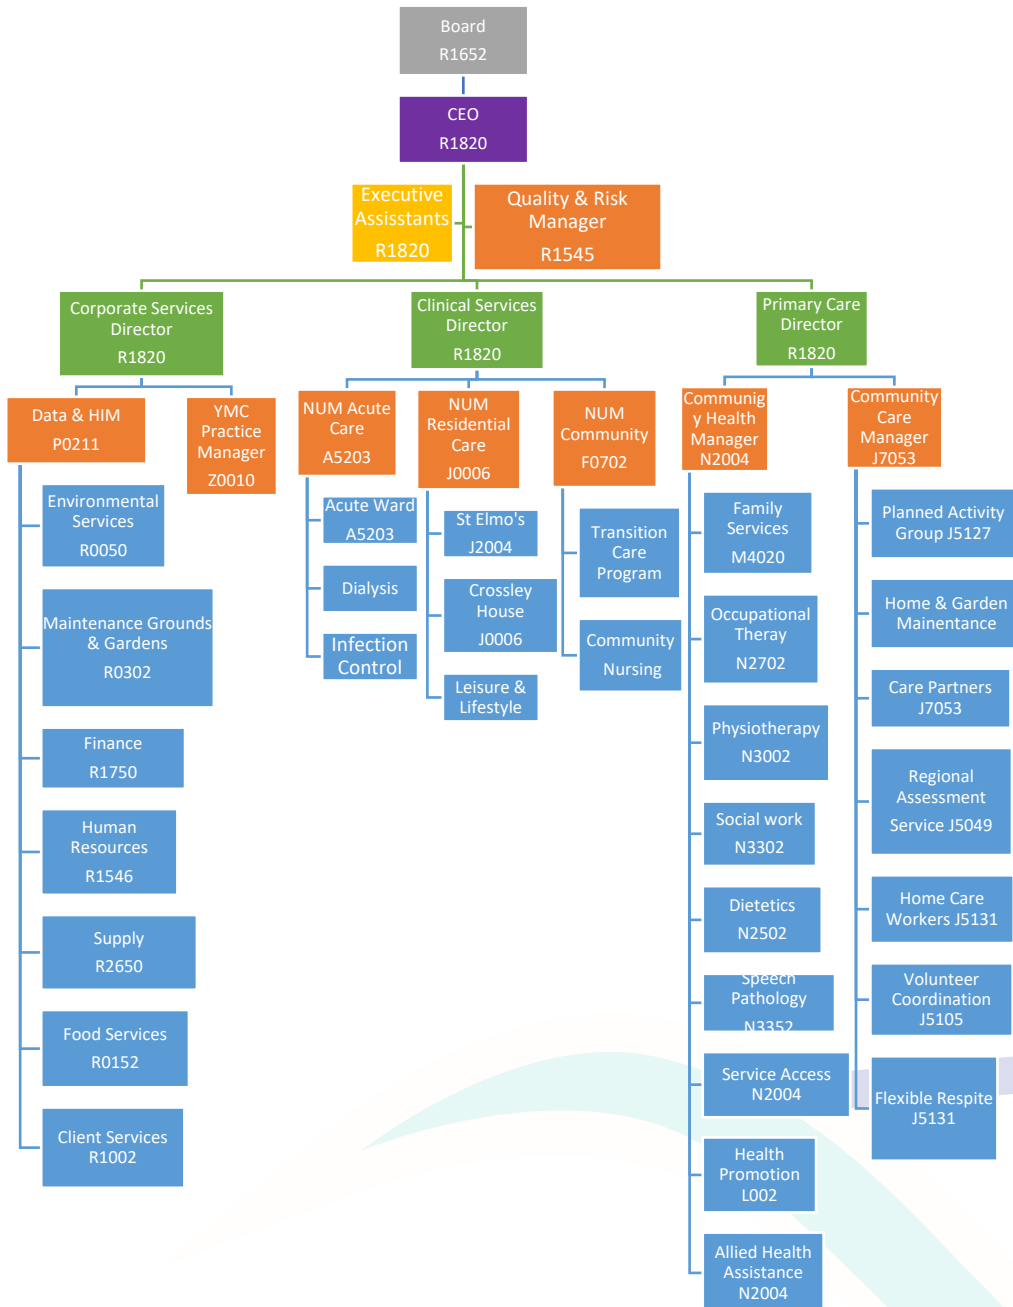 Board
R1652
CEO
R1820
Executive
Assisstants
R1820
Quality & Risk
Manager
R1545
Corporate Services
Director
R1820
Clinical Services
Director
R1820
Primary Care
Director
R1820
Data & HIM
P0211
YMC
Practice
Manager
Z0010
NUM Acute
Care
A5203
NUM
Residential
Care
J0006
NUM
Community
F0702
Communig
y Health
Manager
N2004
Community
Care
Manager
J7053
Environmental
Services
R0050
Maintenance Grounds
& Gardens
R0302
Finance
R1750
Human
Resources
R1546
Supply
R2650
Food Services
R0152
Client Services
R1002
Acute Ward
A5203
Dialysis
Infection
Control
St Elmo's
J2004
Crossley
House
J0006
Leisure &
Lifestyle
Transition
Care
Program
Community
Nursing
Family
Services
M4020
Occupational
Theray
N2702
Physiotherapy
N3002
Social work
N3302
Dietetics
N2502
Speech
Pathology
N3352
Service Access
N2004
Health
Promotion
L002
Allied Health
Assistance
N2004
Planned Activity
Group J5127
Home & Garden
Mainentance
Care Partners
J7053
Regional
Assessment
Service J5049
Home Care
Workers J5131
Volunteer
Coordination
J5105
Flexible Respite
J5131